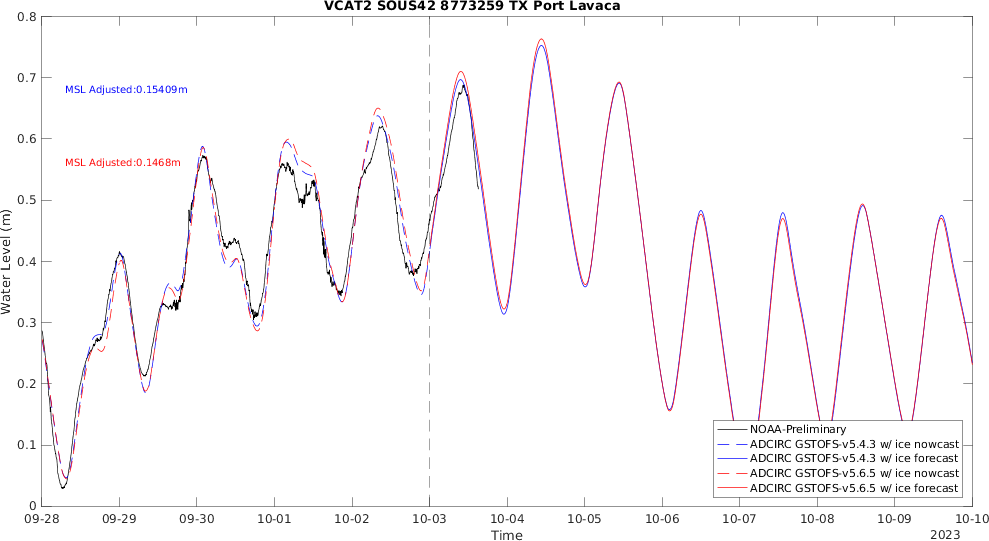 VCAT2 SOUS42 8773259 TX Port Lavaca
0.8
0.7
MSL Adjusted:0.15409m
0.6
MSL Adjusted:0.1468m
0.5
0.4
0.3
0.2
0.1
0
Water Level (m)
NOAA-Preliminary
ADCIRC GSTOFS-v5.4.3 w/ ice nowcast
ADCIRC GSTOFS-v5.4.3 w/ ice forecast
ADCIRC GSTOFS-v5.6.5 w/ ice nowcast
ADCIRC GSTOFS-v5.6.5 w/ ice forecast
09-28 09-29 09-30 10-01 10-02 10-03 10-04 10-05 10-06 10-07 10-08 10-09 10-10
Time
2023